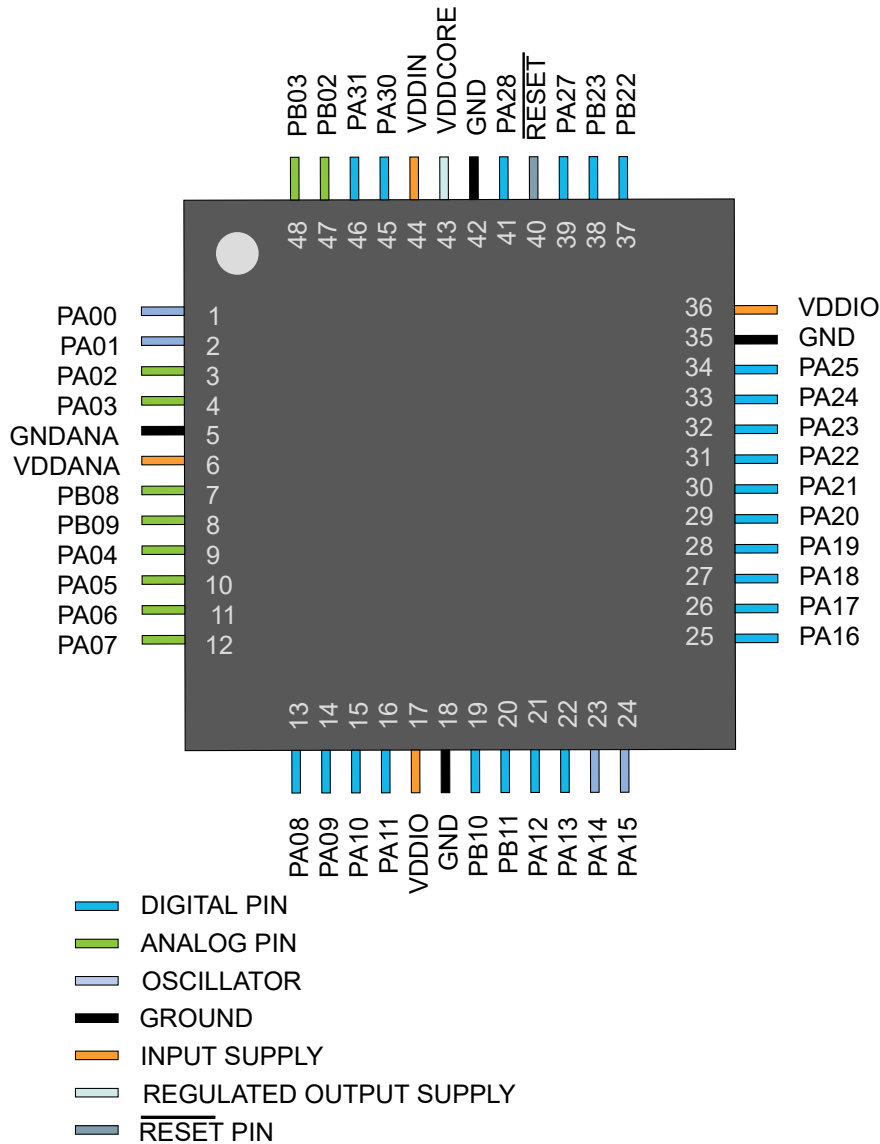 PB03
PB02
PA31
PA30
VDDIN
VDDCORE
GND
PA28
RESET
PA27
PB23
PB22
48
47
46
45
44
43
42
41
40
39
38
37
PA00 1
PA01 2
PA02 3
PA03 4
GNDANA 5
VDDANA 6
PB08 7
PB09 8
PA04 9
PA05 10
PA06 11
PA07 12
36 VDDIO
35 GND
34 PA25
33 PA24
32 PA23
31 PA22
30 PA21
29 PA20
28 PA19
27 PA18
26 PA17
25 PA16
13
14
15
16
17
18
19
20
21
22
23
24
PA08
PA09
PA10
PA11
VDDIO
GND
PB10
PB11
PA12
PA13
PA14
PA15
DIGITAL PIN
ANALOG PIN
OSCILLATOR
GROUND
INPUT SUPPLY
REGULATED OUTPUT SUPPLY
RESET PIN